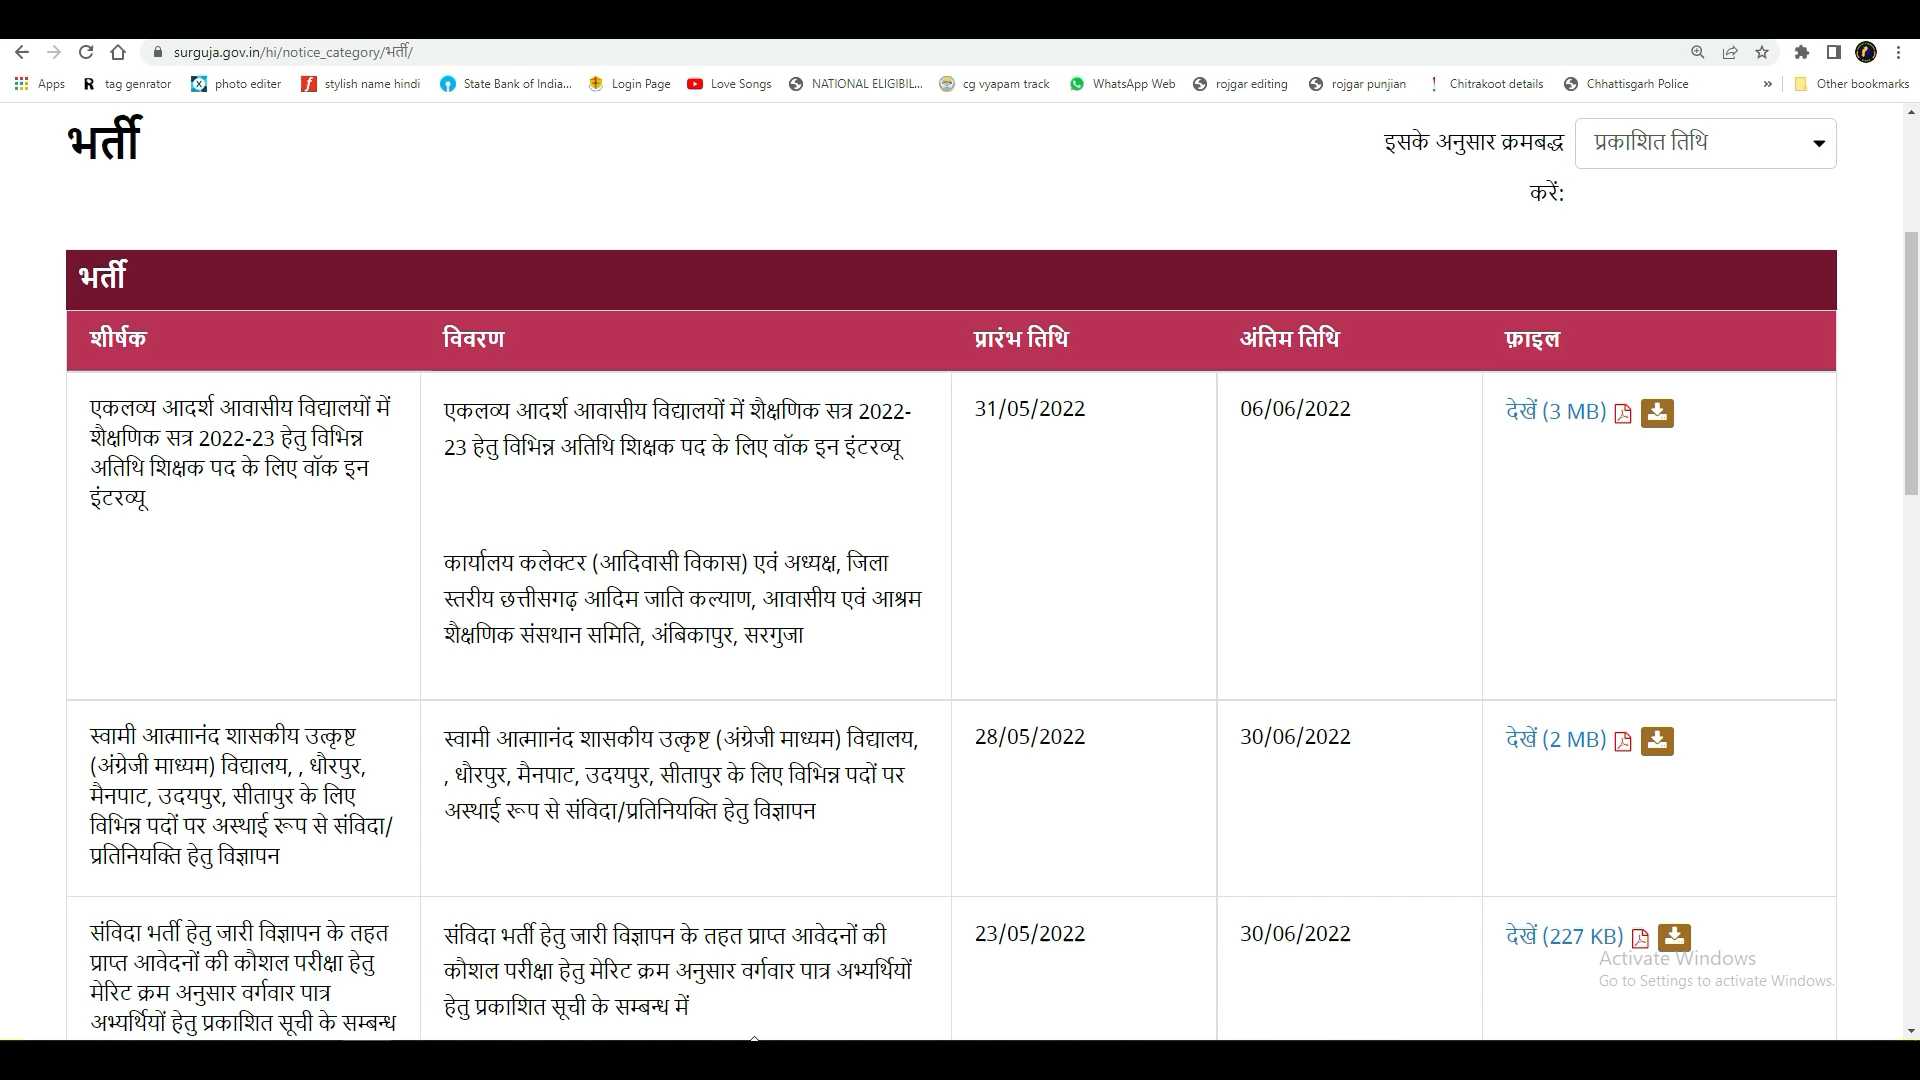 surguja.gov.in/hi/notice_category/भर्ती/
Apps tag genrator photo editer stylish name hindi State Bank of India... Login Page Love Songs NATIONAL ELIGIBIL... cg vyapam track WhatsApp Web rojgar editing rojgar punjian Chitrakoot details Chhattisgarh Police » Other bookmarks
भर्ती
इसके अनुसार क्रमबद्ध
करें:
प्रकाशित तिथि
भर्ती
शीर्षक विवरण प्रारंभ तिथि अंतिम तिथि फ़ाइल
एकलव्य आदर्श आवासीय विद्यालयों में
शैक्षणिक सत्र 2022-23 हेतु विभिन्न
अतिथि शिक्षक पद के लिए वॉक इन
इंटरव्यू
एकलव्य आदर्श आवासीय विद्यालयों में शैक्षणिक सत्र 2022-
23 हेतु विभिन्न अतिथि शिक्षक पद के लिए वॉक इन इंटरव्यू
कार्यालय कलेक्टर (आदिवासी विकास) एवं अध्यक्ष, जिला
स्तरीय छत्तीसगढ़ आदिम जाति कल्याण, आवासीय एवं आश्रम
शैक्षणिक संसथान समिति, अंबिकापुर, सरगुजा
31/05/2022
06/06/2022
देखें (3 MB)
स्वामी आत्माानंद शासकीय उत्कृष्ट
(अंग्रेजी माध्यम) विद्यालय, , धौरपुर,
मैनपाट, उदयपुर, सीतापुर के लिए
विभिन्न पदों पर अस्थाई रूप से संविदा/
प्रतिनियक्ति हेतु विज्ञापन
स्वामी आत्माानंद शासकीय उत्कृष्ट (अंग्रेजी माध्यम) विद्यालय,
, धौरपुर, मैनपाट, उदयपुर, सीतापुर के लिए विभिन्न पदों पर
अस्थाई रूप से संविदा/प्रतिनियक्ति हेतु विज्ञापन
28/05/2022
30/06/2022
देखें (2 MB)
संविदा भर्ती हेतु जारी विज्ञापन के तहत
प्राप्त आवेदनों की कौशल परीक्षा हेतु
मेरिट क्रम अनुसार वर्गवार पात्र
अभ्यर्थियों हेतु प्रकाशित सूची के सम्बन्ध
संविदा भर्ती हेतु जारी विज्ञापन के तहत प्राप्त आवेदनों की
कौशल परीक्षा हेतु मेरिट क्रम अनुसार वर्गवार पात्र अभ्यर्थियों
हेतु प्रकाशित सूची के सम्बन्ध में
23/05/2022
30/06/2022
देखें (227 KB)
Activate Windows
Go to Settings to activate Windows.